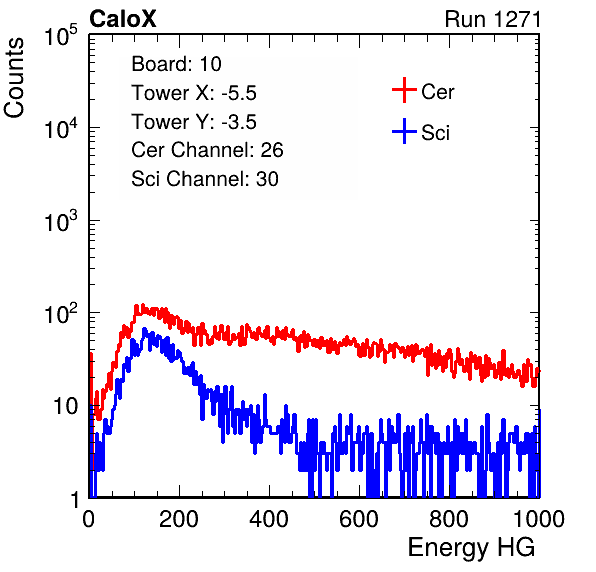 CaloX Run 1271
Counts
Board: 10
Tower X: -5.5
Tower Y: -3.5
Cer Channel: 26
Sci Channel: 30
Cer
Sci
10^5
10^4
10^3
10^2
10
1
0 200 400 600 800 1000
Energy HG